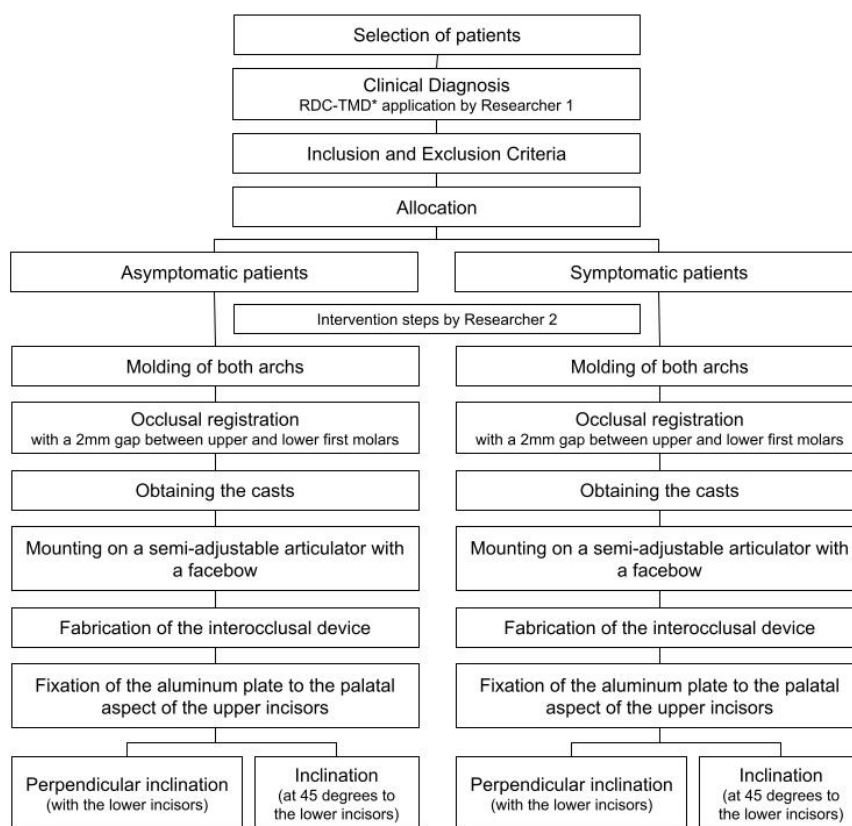 Selection of patients
Clinical Diagnosis
RDC-TMD* application by Researcher 1
Inclusion and Exclusion Criteria
Allocation
Asymptomatic patients
Symptomatic patients
Intervention steps by Researcher 2
Molding of both archs
Molding of both archs
Occlusal registration
with a 2mm gap between upper and lower first molars
Occlusal registration
with a 2mm gap between upper and lower first molars
Obtaining the casts
Obtaining the casts
Mounting on a semi-adjustable articulator with
a facebow
Mounting on a semi-adjustable articulator with
a facebow
Fabrication of the interocclusal device
Fabrication of the interocclusal device
Fixation of the aluminum plate to the palatal
aspect of the upper incisors
Fixation of the aluminum plate to the palatal
aspect of the upper incisors
Perpendicular inclination
(with the lower incisors)
Inclination
(at 45 degrees to
the lower incisors)
Perpendicular inclination
(with the lower incisors)
Inclination
(at 45 degrees to
the lower incisors)